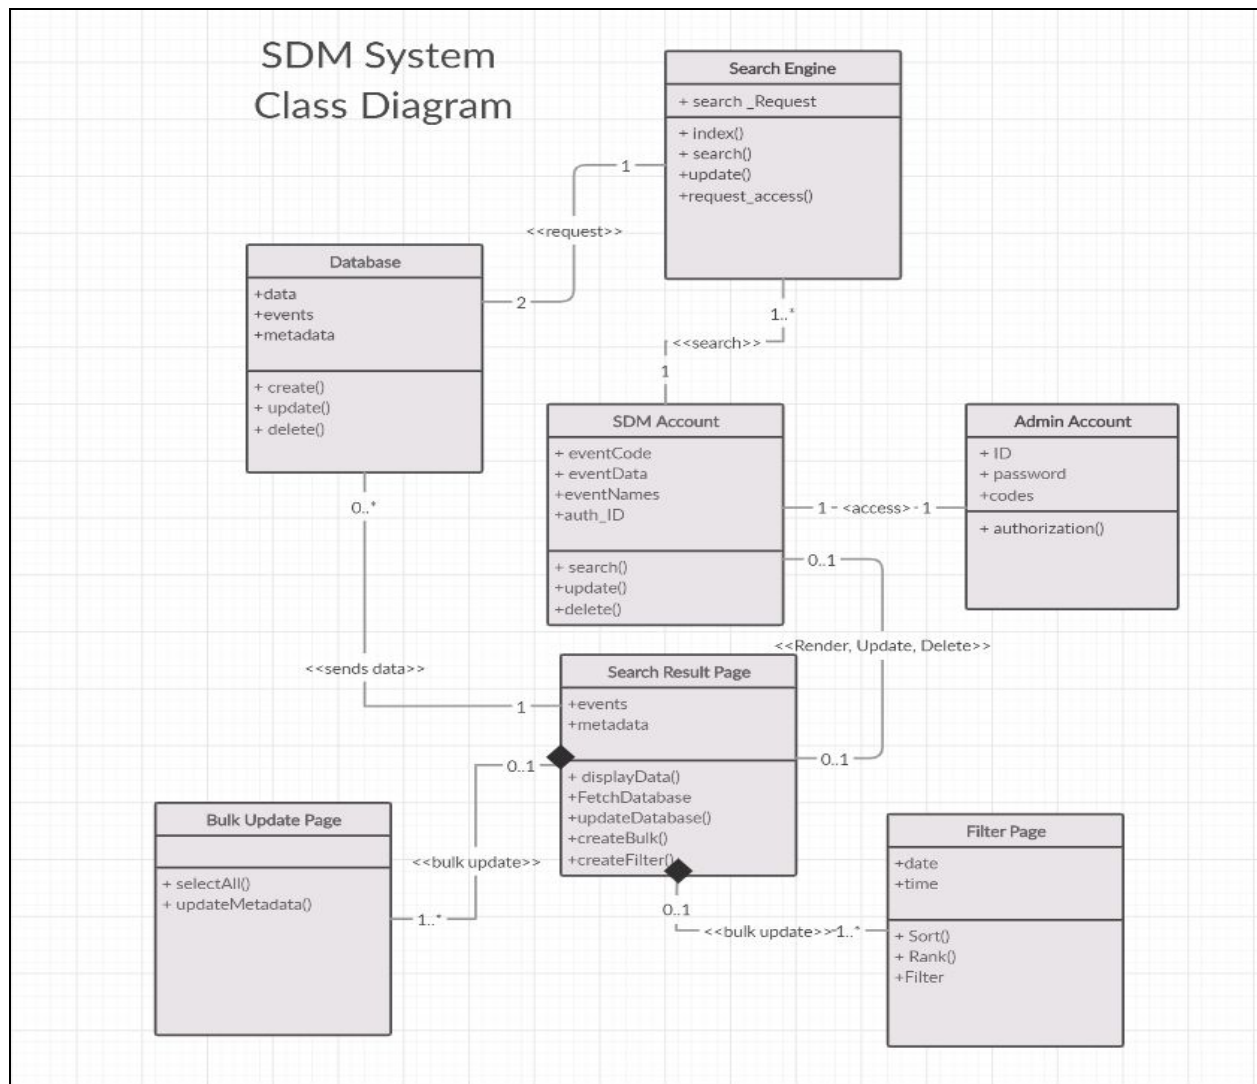 SDM System
Class Diagram
Search Engine
+ search _Request
+ index()
+ search()
+update()
+request_access()
1
<<request>>
2
Database
+data
+events
+metadata
+ create()
+ update()
+ delete()
1..*
<<search>>
1
SDM Account
+ eventCode
+ eventData
+eventNames
+auth_ID
+ search()
+update()
+delete()
1 - <access> - 1
Admin Account
+ ID
+ password
+codes
+ authorization()
0..*
<<sends data>>
1
0..1
<<Render, Update, Delete>>
0..1
Search Result Page
+events
+metadata
+ displayData()
+FetchDatabase
+updateDatabase()
+createBulk()
+createFilter()
0..1
<<bulk update>>
1..*
Bulk Update Page
+ selectAll()
+ updateMetadata()
0..1
<<bulk update>> 1..*
Filter Page
+date
+time
+ Sort()
+ Rank()
+Filter